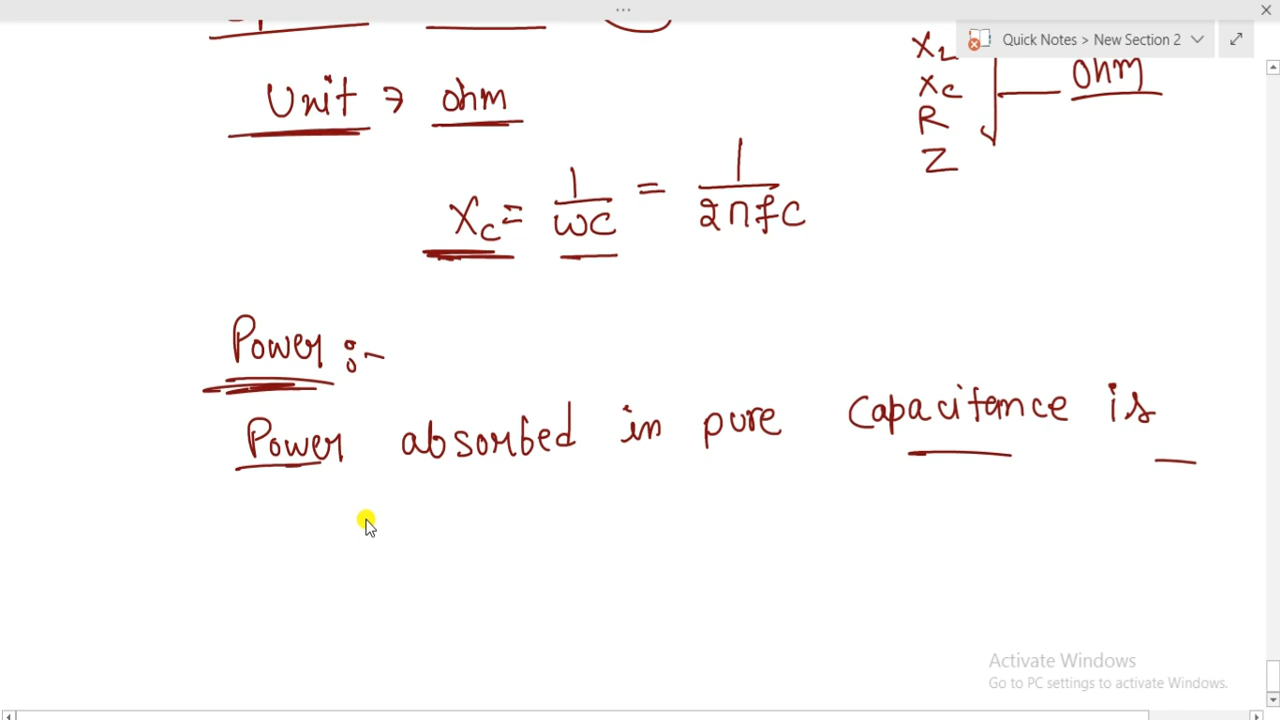 Quick Notes > New Section 2
XL
Xc
R
Z
ohm
Unit → ohm
Xc = 1/ωC = 1/2πfC
Power :-
Power absorbed in pure capacitance is
Activate Windows
Go to PC settings to activate Windows.